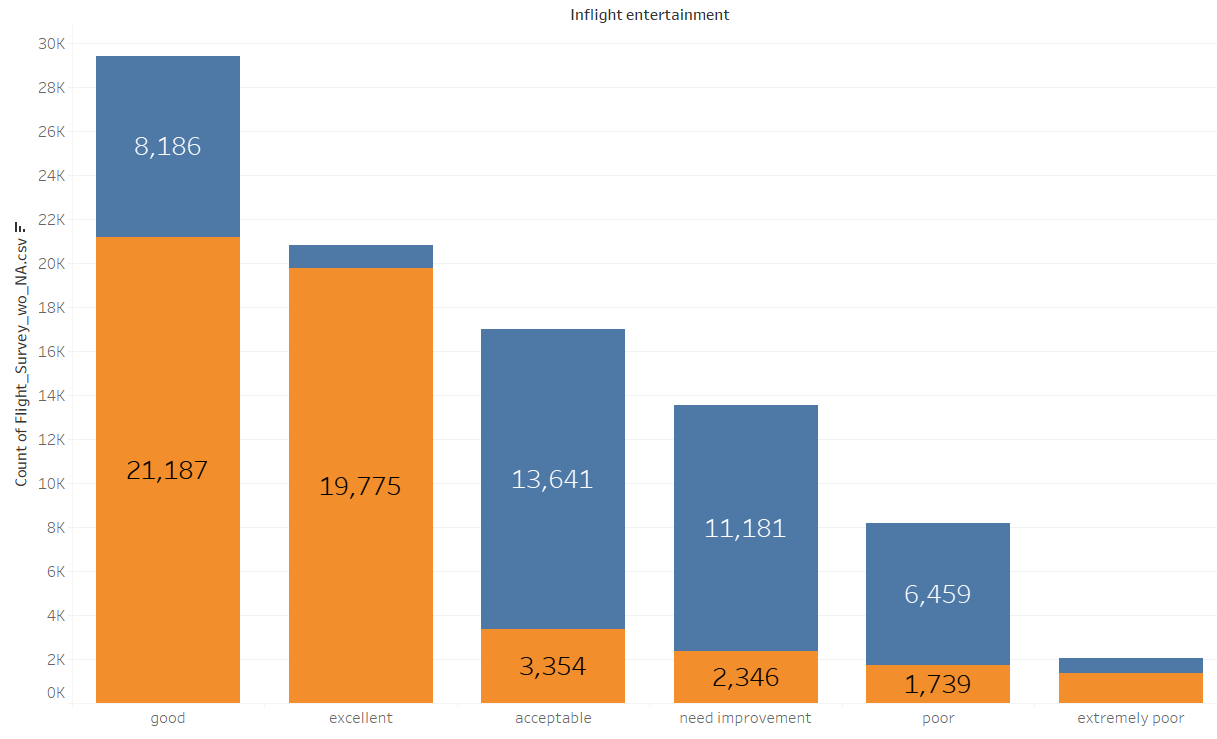 Inflight entertainment
30K
28K
26K
24K
22K
20K
18K
16K
14K
12K
10K
8K
6K
4K
2K
0K
Count of Flight_Survey_wo_NA.csv
8,186
21,187
19,775
13,641
3,354
11,181
2,346
6,459
1,739
good
excellent
acceptable
need improvement
poor
extremely poor